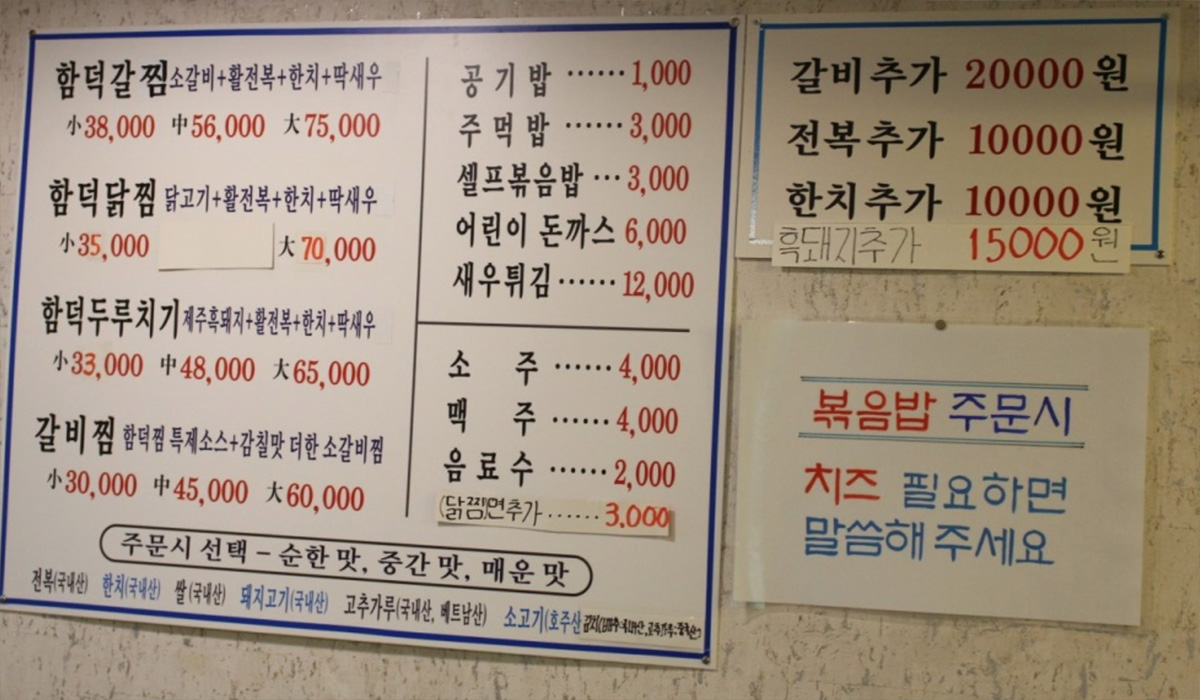 함덕갈찜 소갈비+활전복+한치+딱새우
小38,000 中56,000 大75,000
함덕닭찜 닭고기+활전복+한치+딱새우
小35,000 大70,000
함덕두루치기 제주흑돼지+활전복+한치+딱새우
小33,000 中48,000 大65,000
갈비찜 함덕찜 특제소스+감칠맛 더한 소갈비찜
小30,000 中45,000 大60,000
공기밥 ······ 1,000
주먹밥 ······ 3,000
셀프볶음밥 ··· 3,000
어린이 돈까스 6,000
새우튀김 ······ 12,000
소 주 ······ 4,000
맥 주 ······ 4,000
음료수 ······ 2,000
(닭찜)면추가 ······ 3,000
주문시 선택 - 순한 맛, 중간 맛, 매운 맛
전복(국내산) 한치(국내산) 쌀(국내산) 돼지고기(국내산) 고추가루(국내산, 베트남산) 소고기(호주산
갈비추가 20000원
전복추가 10000원
한치추가 10000원
흑돼지추가 15000원
볶음밥 주문시
치즈 필요하면
말씀해 주세요